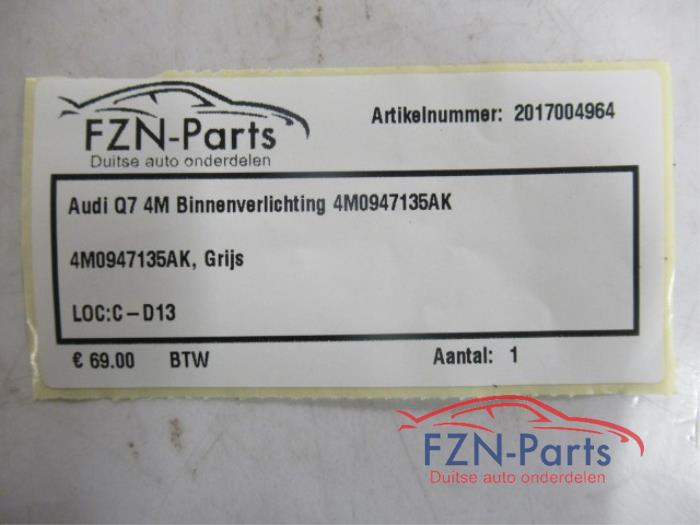 FZN-Parts
Duitse auto onderdelen
Artikelnummer: 2017004964
Audi Q7 4M Binnenverlichting 4M0947135AK
4M0947135AK, Grijs
LOC:C-D13
€ 69.00 BTW Aantal: 1
FZN-Parts
Duitse auto onderdelen